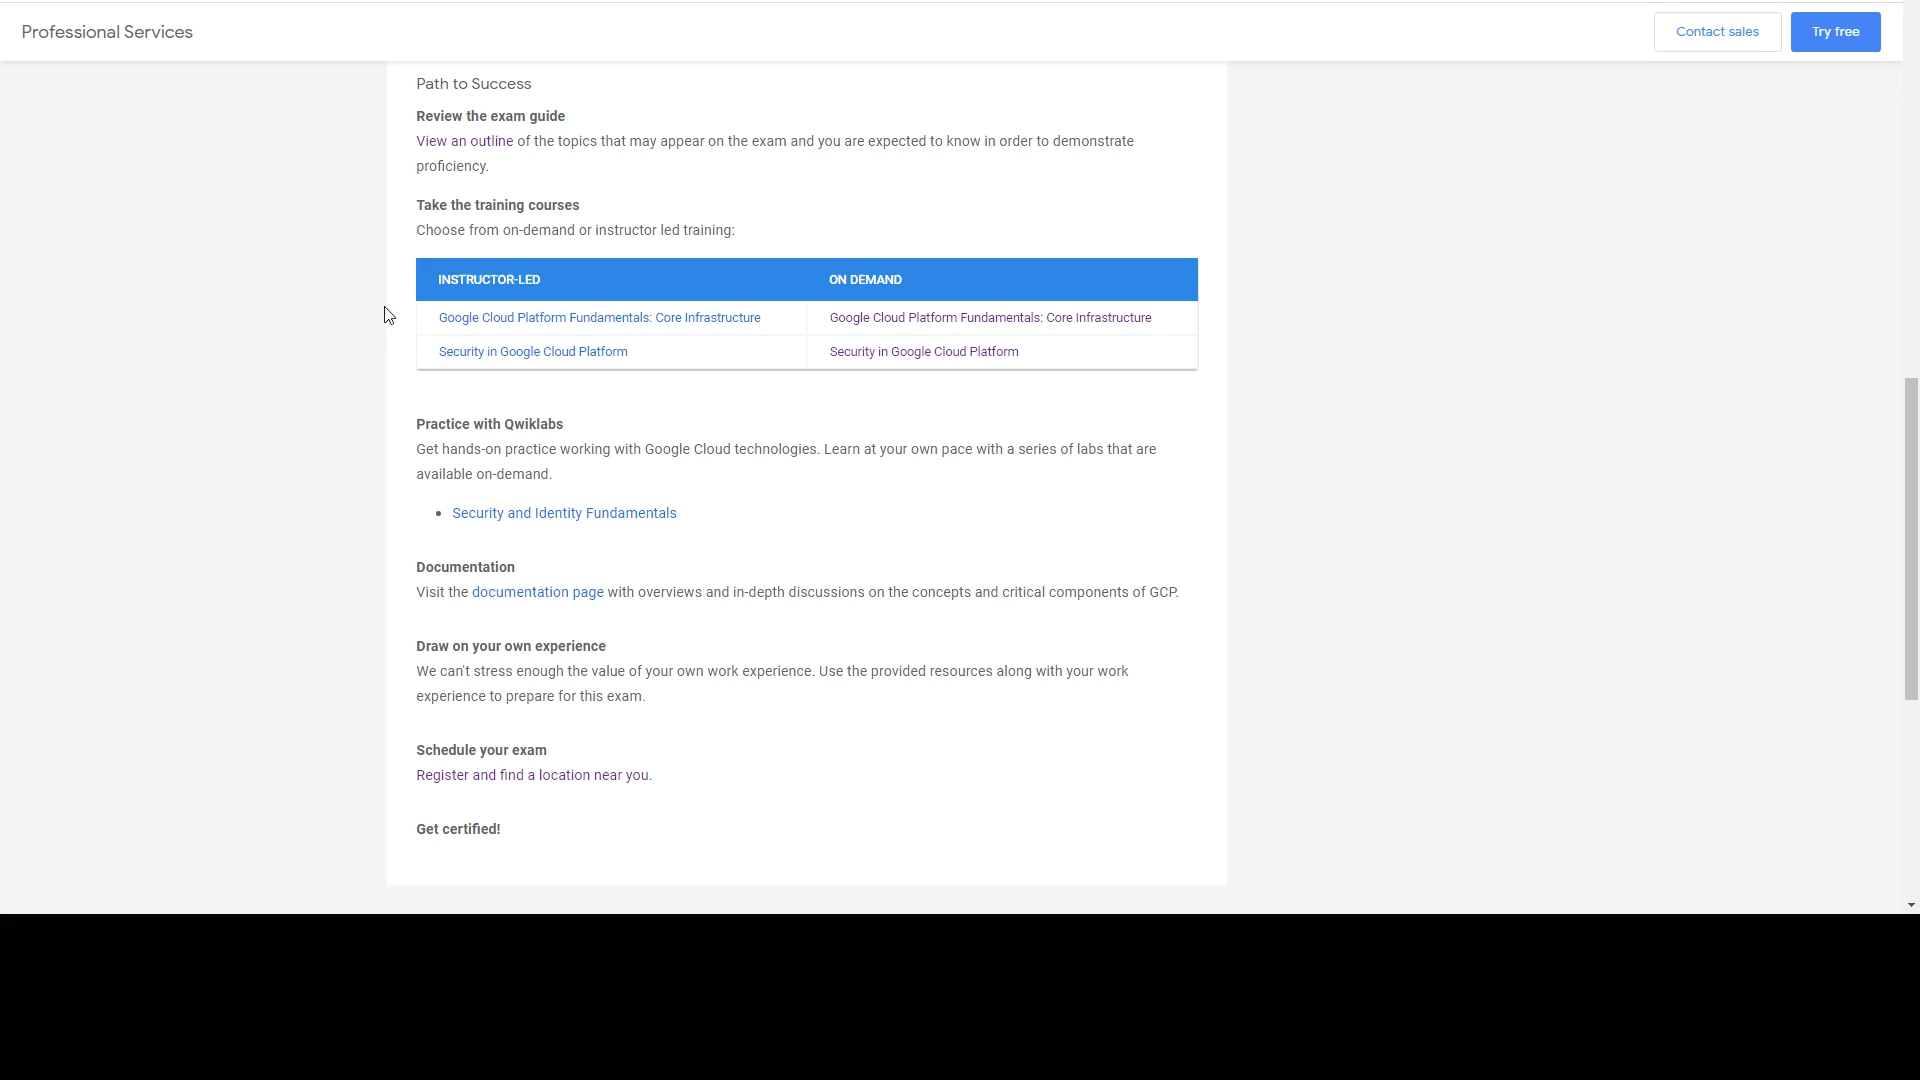 Professional Services
Contact sales
Try free
Path to Success
Review the exam guide
View an outline of the topics that may appear on the exam and you are expected to know in order to demonstrate
proficiency.
Take the training courses
Choose from on-demand or instructor led training:
INSTRUCTOR-LED
ON DEMAND
Google Cloud Platform Fundamentals: Core Infrastructure
Google Cloud Platform Fundamentals: Core Infrastructure
Security in Google Cloud Platform
Security in Google Cloud Platform
Practice with Qwiklabs
Get hands-on practice working with Google Cloud technologies. Learn at your own pace with a series of labs that are
available on-demand.
• Security and Identity Fundamentals
Documentation
Visit the documentation page with overviews and in-depth discussions on the concepts and critical components of GCP.
Draw on your own experience
We can't stress enough the value of your own work experience. Use the provided resources along with your work
experience to prepare for this exam.
Schedule your exam
Register and find a location near you.
Get certified!